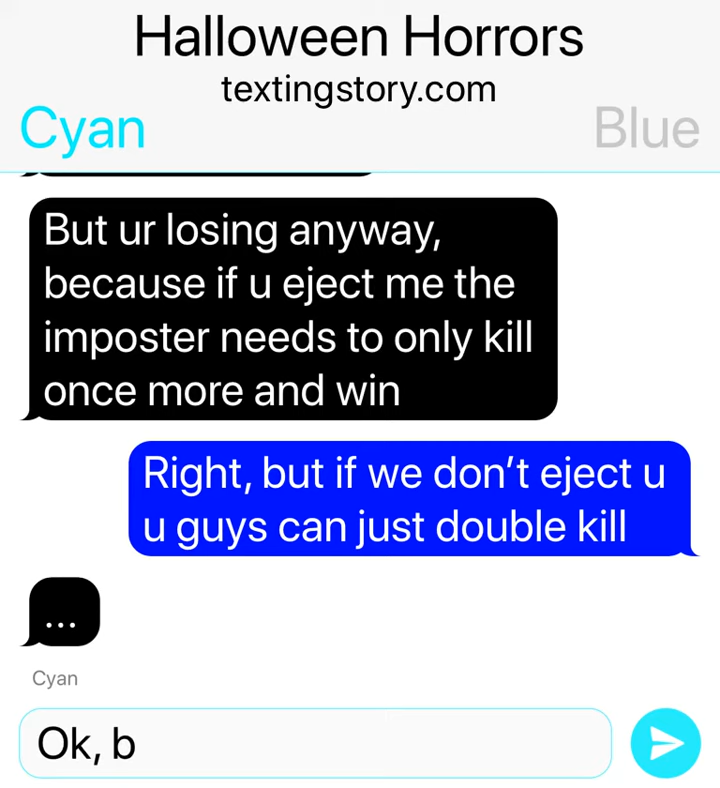 Halloween Horrors
textingstory.com
Cyan
Blue
But ur losing anyway,
because if u eject me the
imposter needs to only kill
once more and win
Right, but if we don’t eject u
u guys can just double kill
...
Cyan
Ok, b